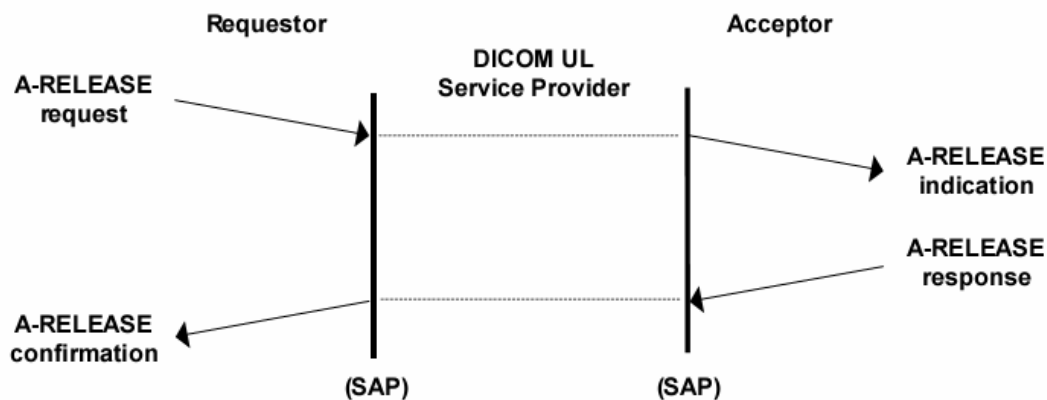 Requestor
Acceptor
DICOM UL
Service Provider
A-RELEASE
request
A-RELEASE
indication
A-RELEASE
response
A-RELEASE
confirmation
(SAP)
(SAP)